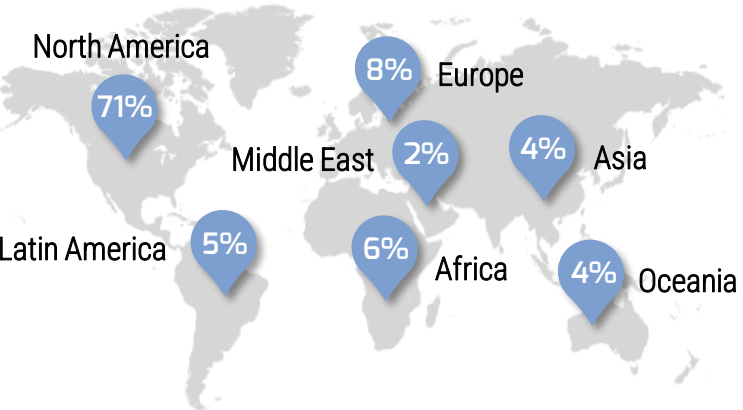 North America
71%
8%
Europe
Middle East
2%
4%
Asia
Latin America
5%
6%
Africa
4%
Oceania